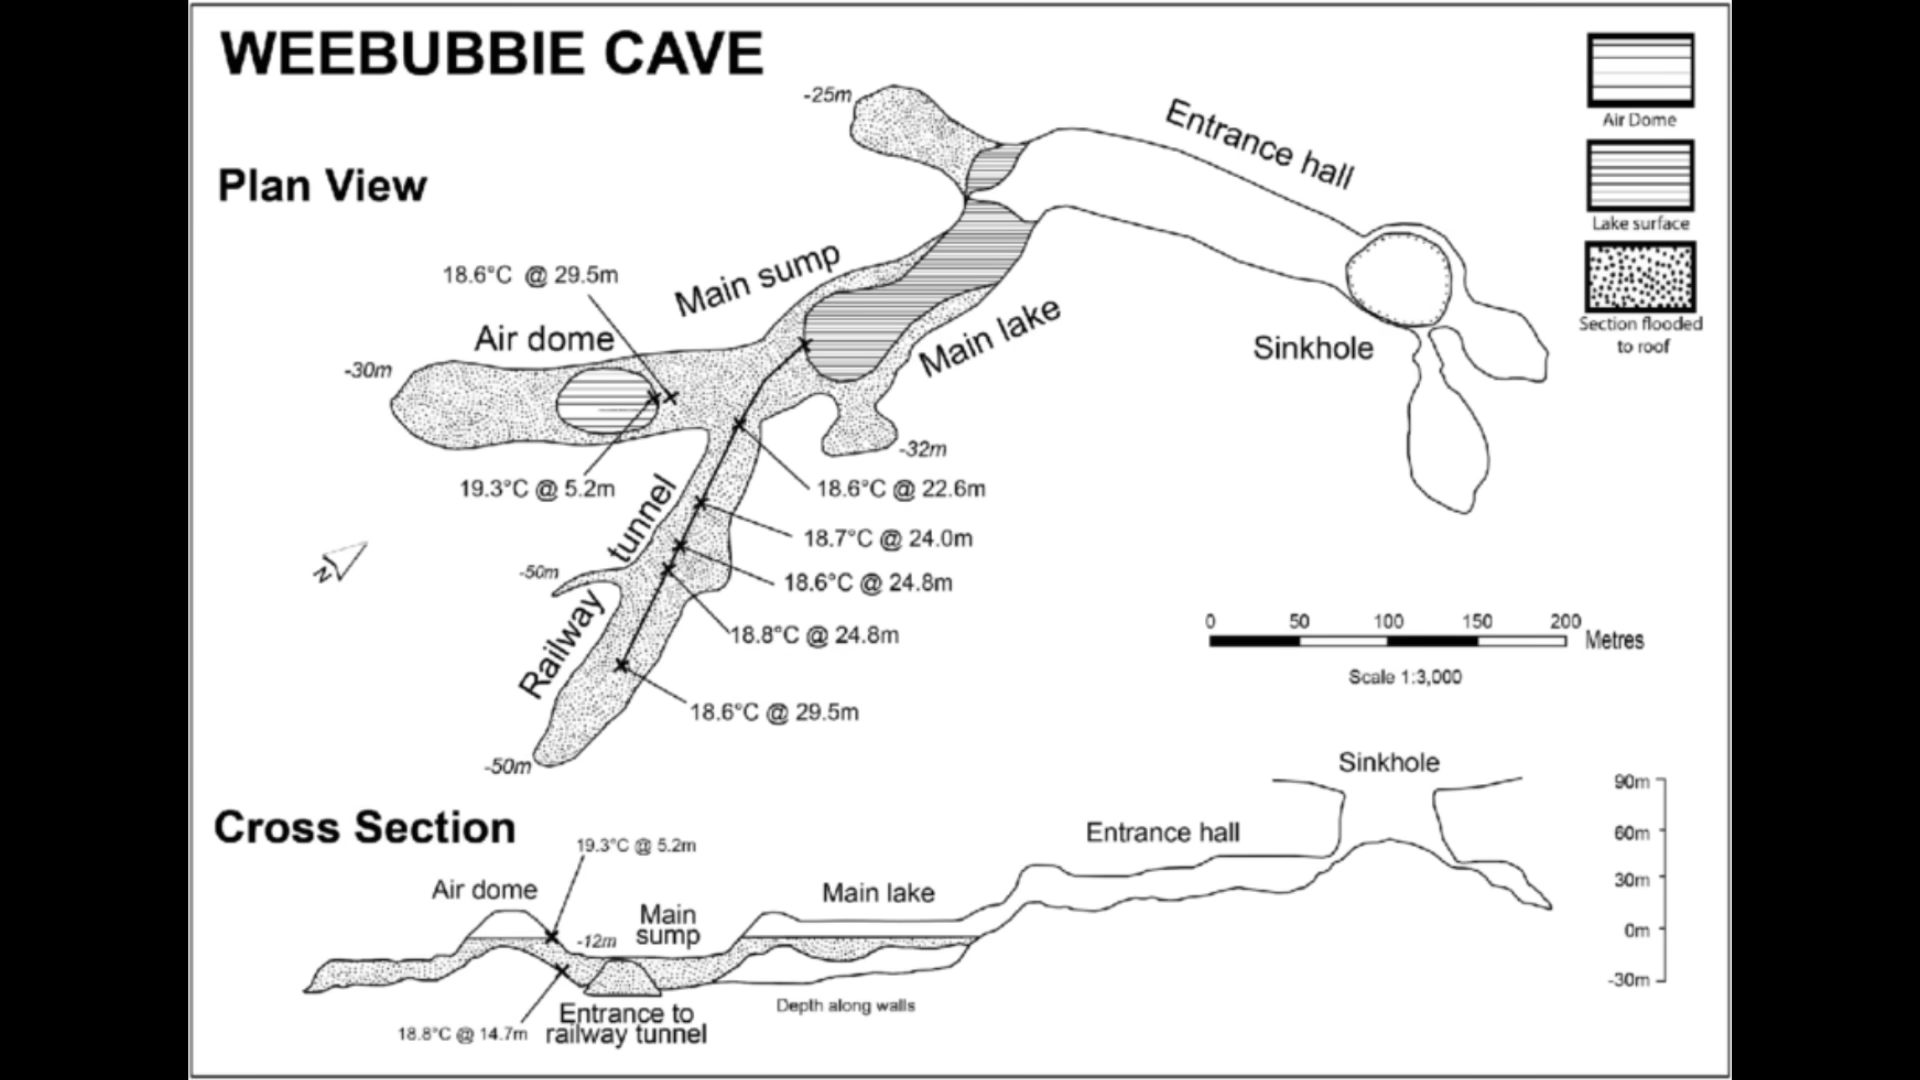 WEEBUBBIE CAVE
Plan View
-25m
Entrance hall
Air Dome
Lake surface
Section flooded
to roof
Main sump
18.6°C @ 29.5m
Air dome
Main lake
Sinkhole
-30m
-32m
19.3°C @ 5.2m
18.6°C @ 22.6m
Railway tunnel
18.7°C @ 24.0m
N
-50m
18.6°C @ 24.8m
18.8°C @ 24.8m
0 50 100 150 200
Metres
Scale 1:3,000
18.6°C @ 29.5m
-50m
Cross Section
Sinkhole
90m
60m
30m
0m
-30m
Entrance hall
19.3°C @ 5.2m
Air dome
Main lake
Main
sump
-12m
Depth along walls
Entrance to
railway tunnel
18.8°C @ 14.7m